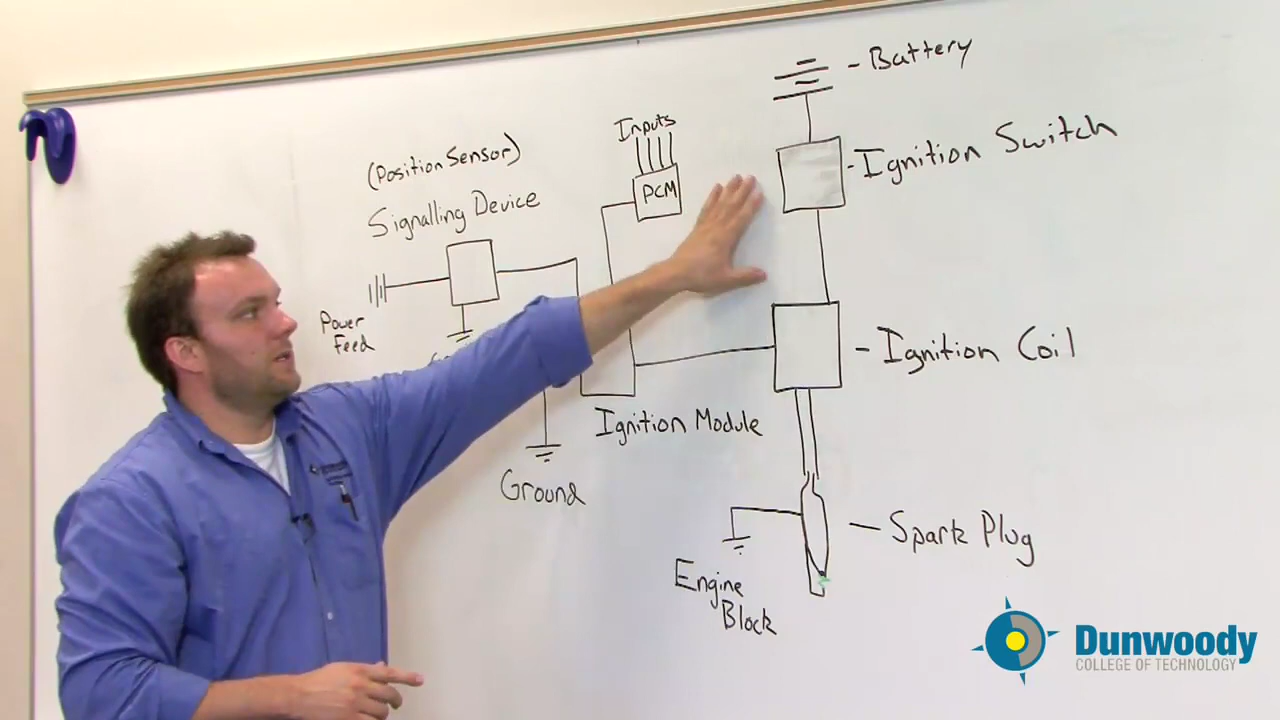 Battery
Ignition Switch
Inputs
PCM
(Position Sensor)
Signalling Device
Power
Feed
Ignition Coil
Ignition Module
Ground
Spark Plug
Engine
Block
Dunwoody
COLLEGE OF TECHNOLOGY